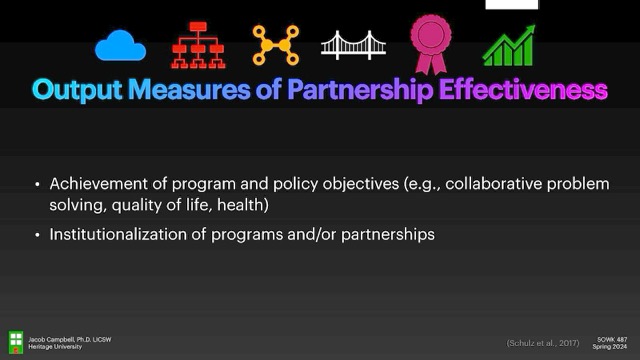 Output Measures of Partnership Effectiveness
• Achievement of program and policy objectives (e.g., collaborative problem
solving, quality of life, health)
• Institutionalization of programs and/or partnerships
Jacob Campbell, Ph.D. LICSW
Heritage University
(Schulz et al., 2017)
SOWK 487
Spring 2024